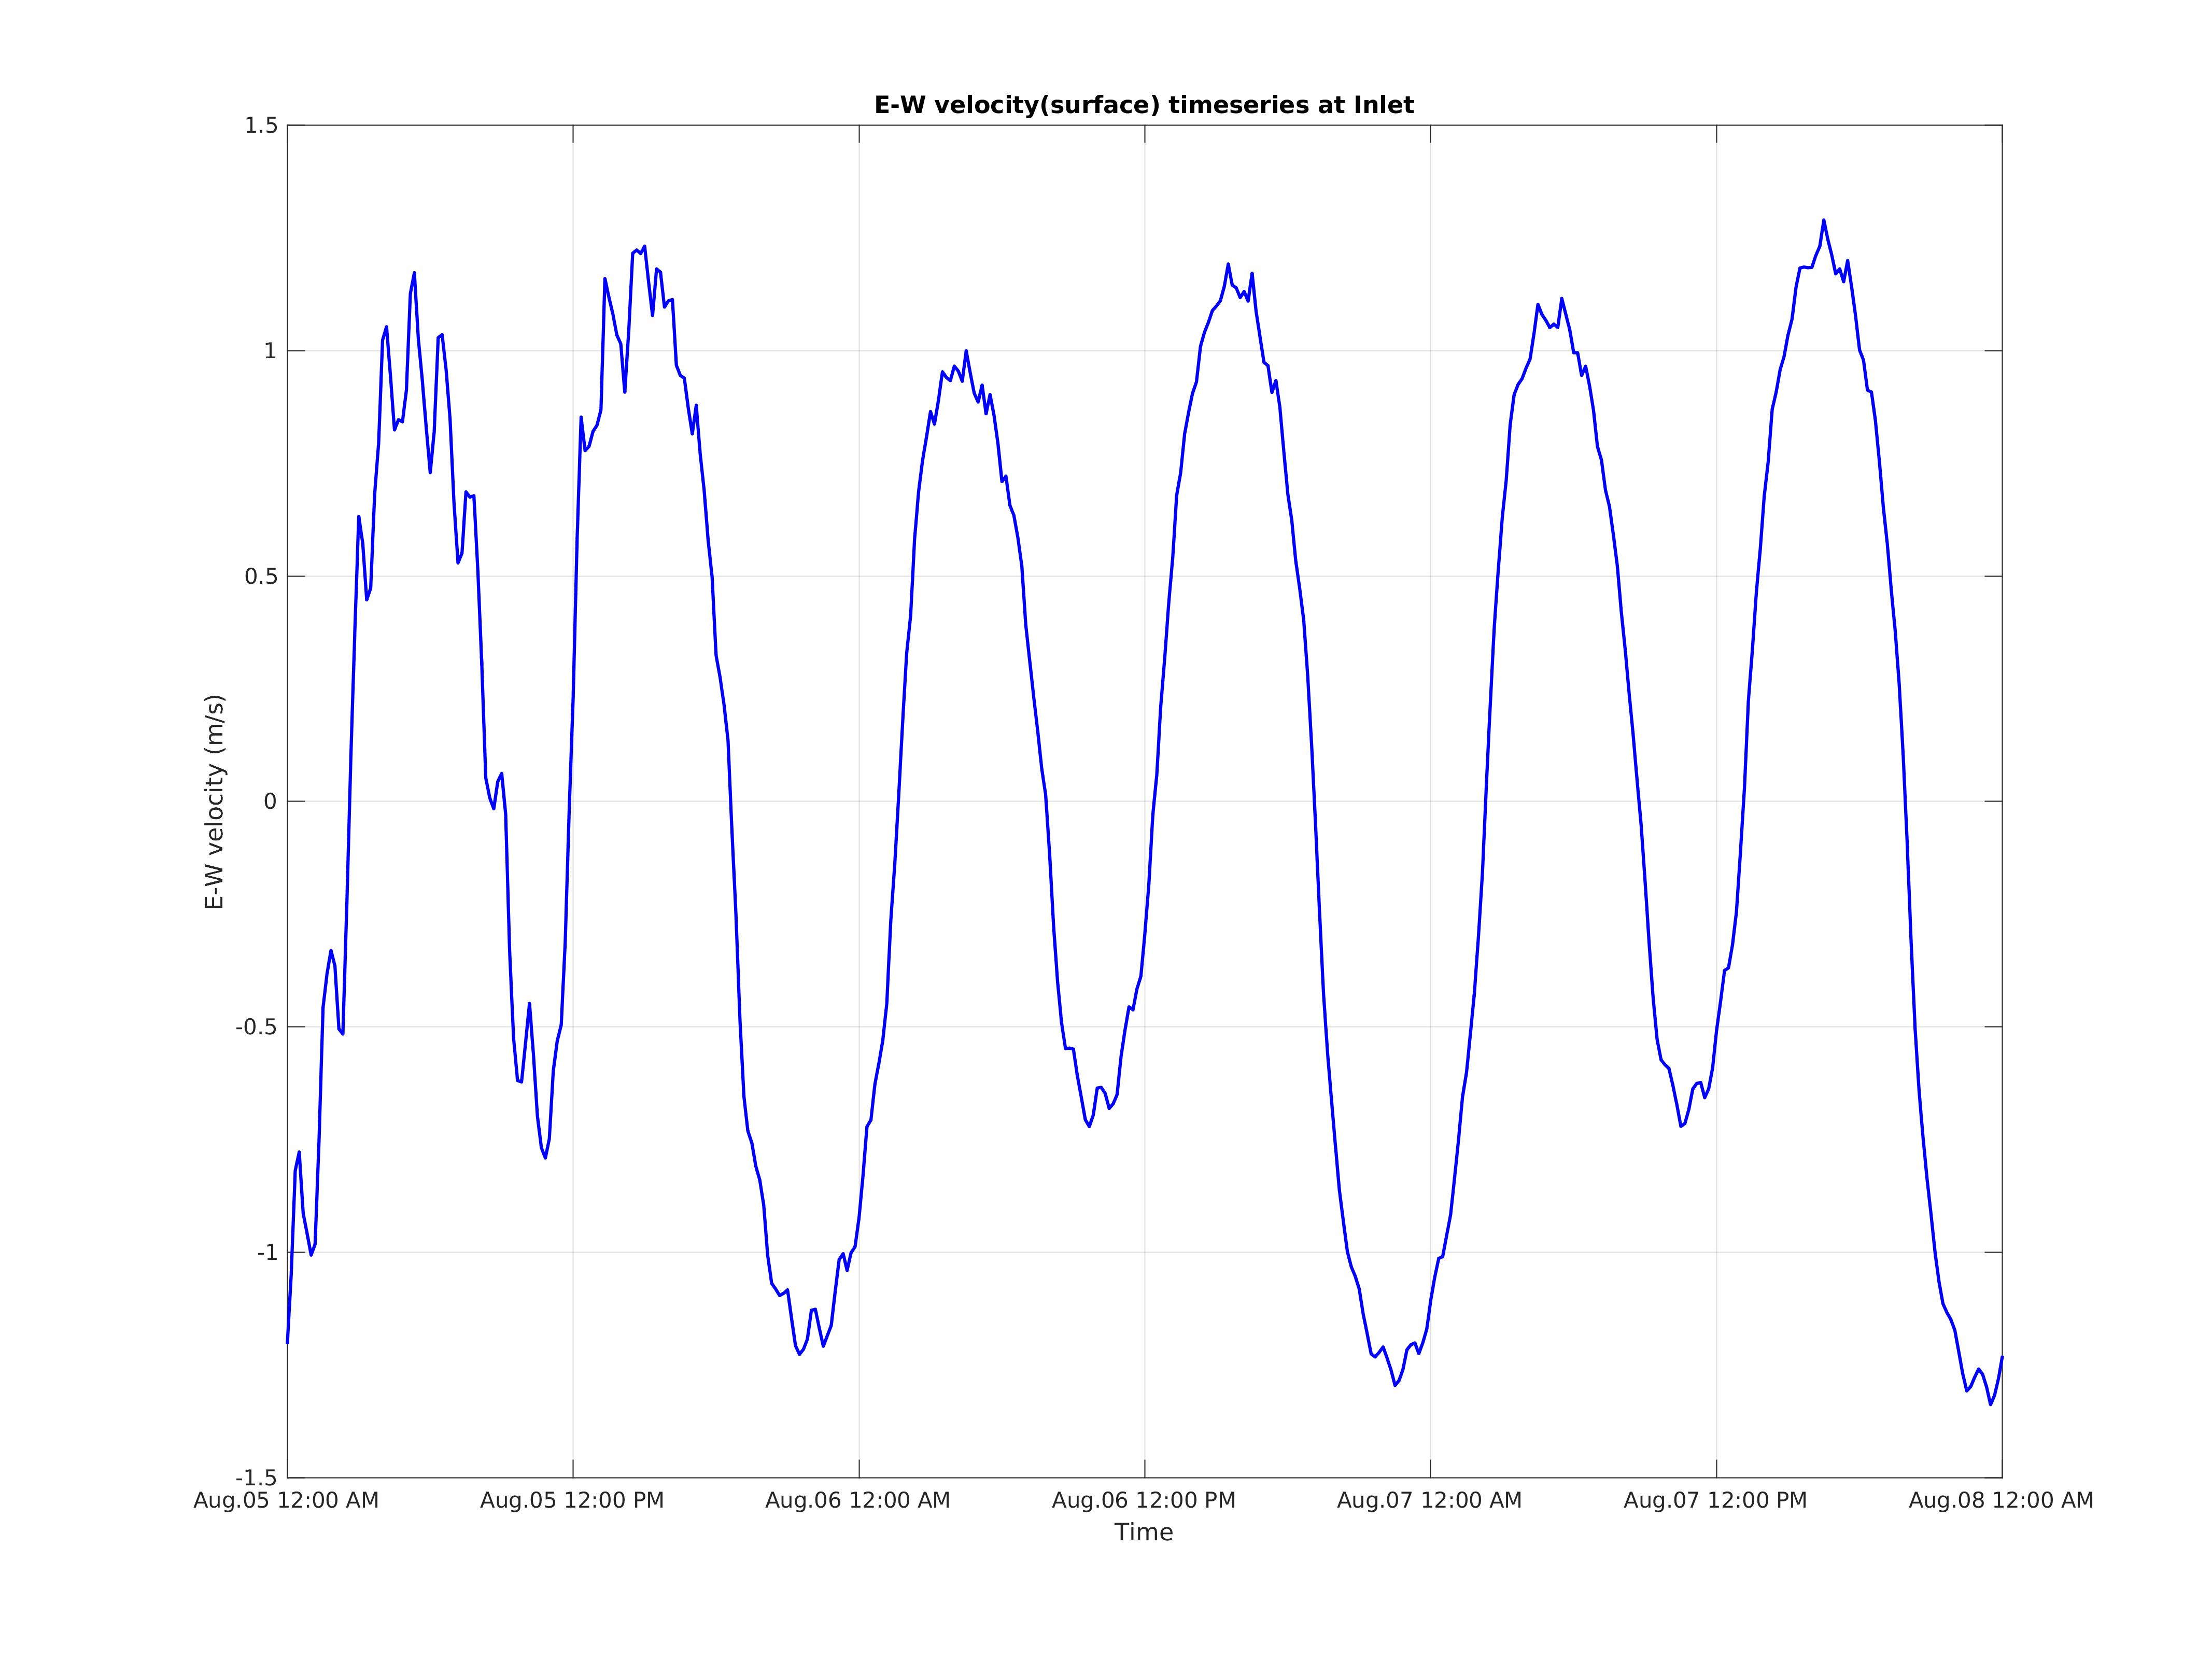 E-W velocity(surface) timeseries at Inlet
1.5
1
0.5
0
-0.5
-1
-1.5
E-W velocity (m/s)
Aug.05 12:00 AM Aug.05 12:00 PM Aug.06 12:00 AM Aug.06 12:00 PM Aug.07 12:00 AM Aug.07 12:00 PM Aug.08 12:00 AM
Time